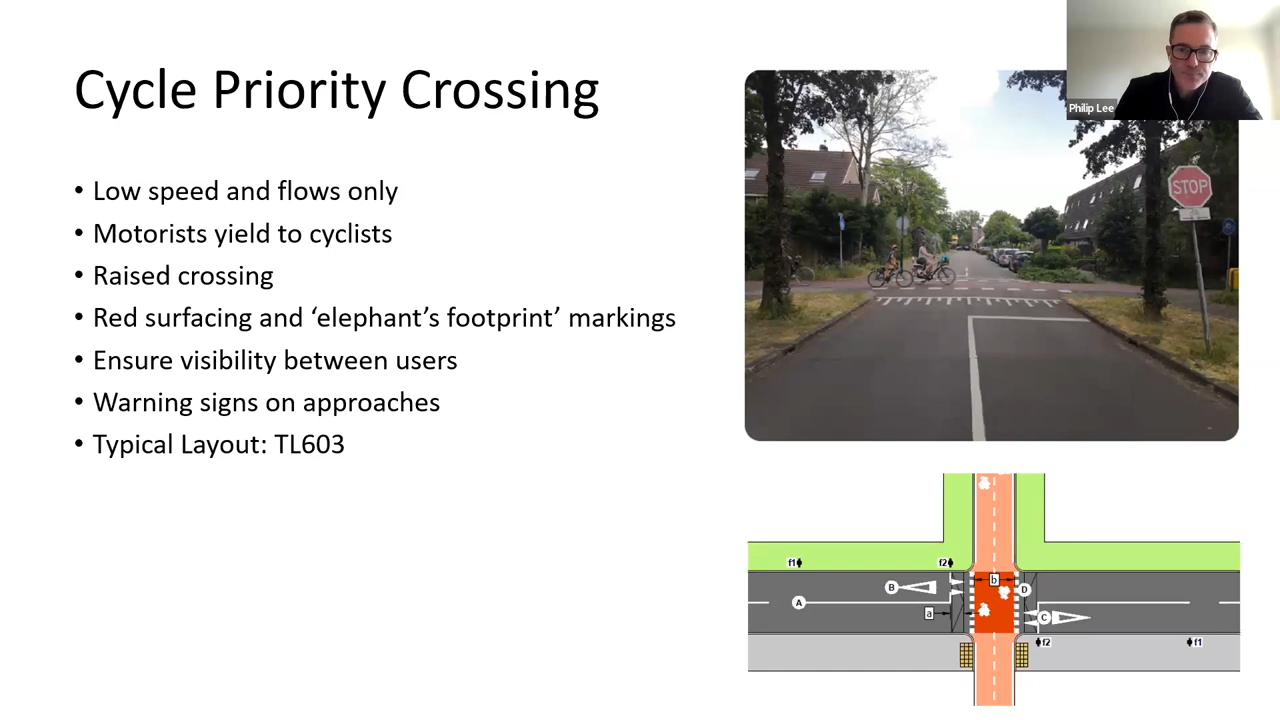 Cycle Priority Crossing
• Low speed and flows only
• Motorists yield to cyclists
• Raised crossing
• Red surfacing and ‘elephant’s footprint’ markings
• Ensure visibility between users
• Warning signs on approaches
• Typical Layout: TL603
Philip Lee
STOP
f1
f2
b
B
D
A
a
C
f2
f1